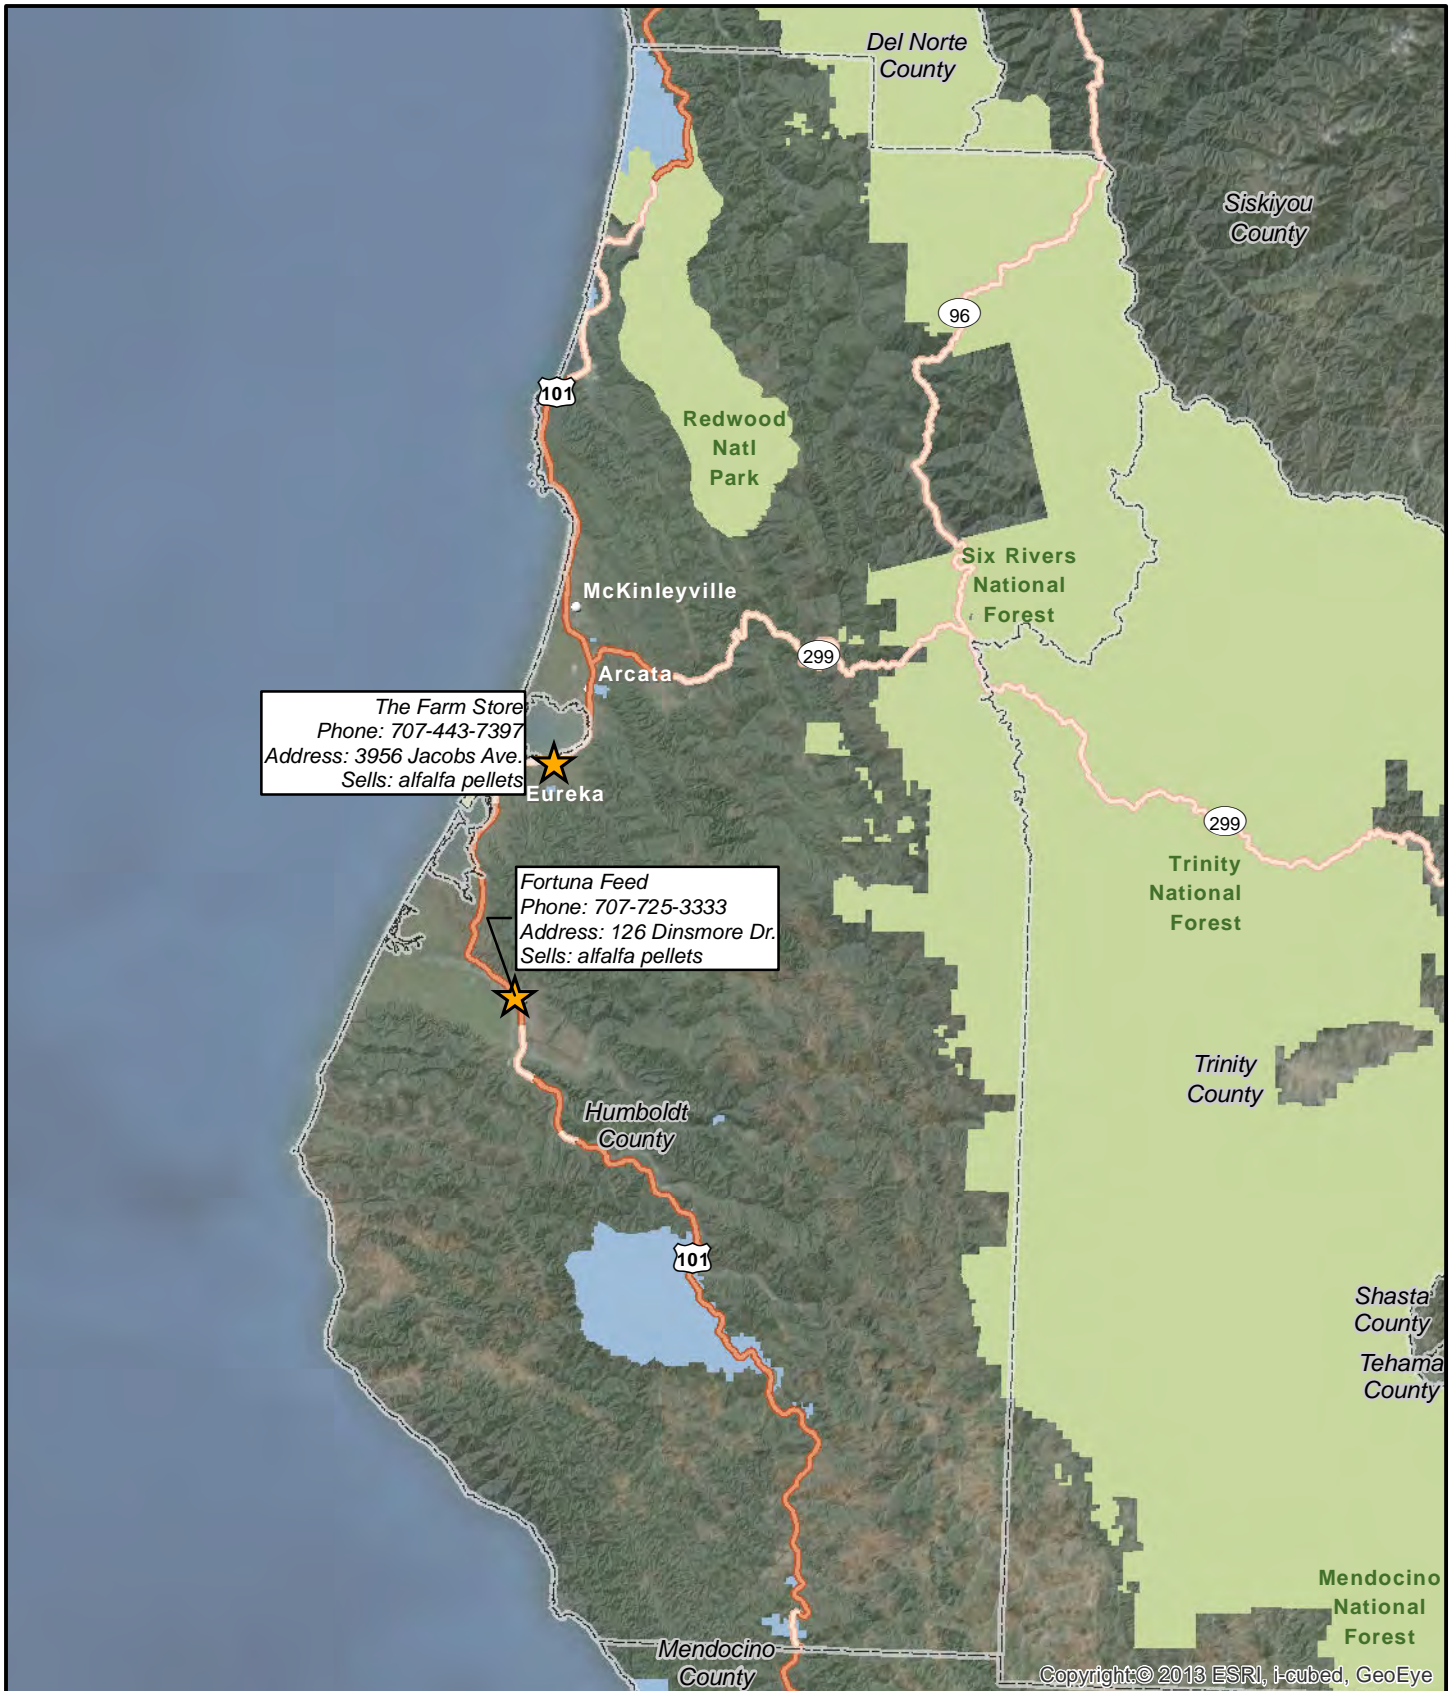 Del Norte
County
Siskiyou
County
96
101
Redwood
Natl
Park
Six Rivers
National
Forest
McKinleyville
299
Arcata
The Farm Store
Phone: 707-443-7397
Address: 3956 Jacobs Ave.
Sells: alfalfa pellets
Eureka
299
Trinity
National
Forest
Fortuna Feed
Phone: 707-725-3333
Address: 126 Dinsmore Dr.
Sells: alfalfa pellets
Trinity
County
Humboldt
County
101
Shasta
County
Tehama
County
Mendocino
National
Forest
Mendocino
County
Copyright:© 2013 ESRI, i-cubed, GeoEye